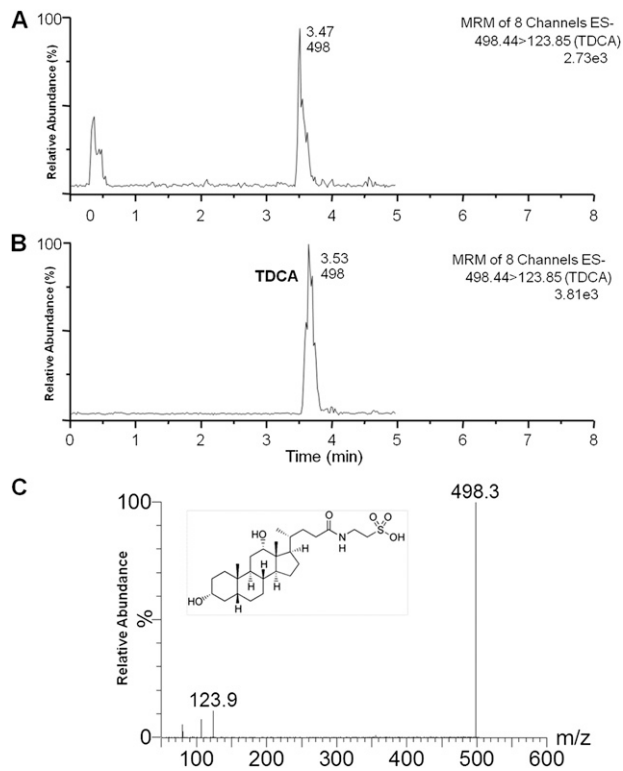 A
100
Relative Abundance (%)
3.47
498
MRM of 8 Channels ES-
498.44>123.85 (TDCA)
2.73e3
0 1 2 3 4 5 6 7 8
B
100
Relative Abundance (%)
TDCA
3.53
498
MRM of 8 Channels ES-
498.44>123.85 (TDCA)
3.81e3
0 1 2 3 4 5 6 7 8
Time (min)
C
100
Relative Abundance
%
0
498.3
HO
HO
H
H
H
H
H
O
N
H
O
O
S
OH
123.9
100 200 300 400 500 600
m/z